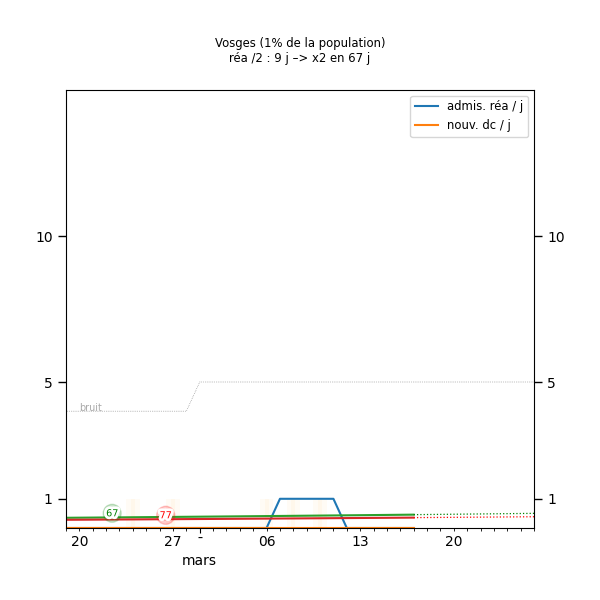 Vosges (1% de la population)
réa /2 : 9 j –> x2 en 67 j
admis. réa / j
nouv. dc / j
10 10
5 5
bruit
1 1
67 77
20 27 - 06 13 20
mars